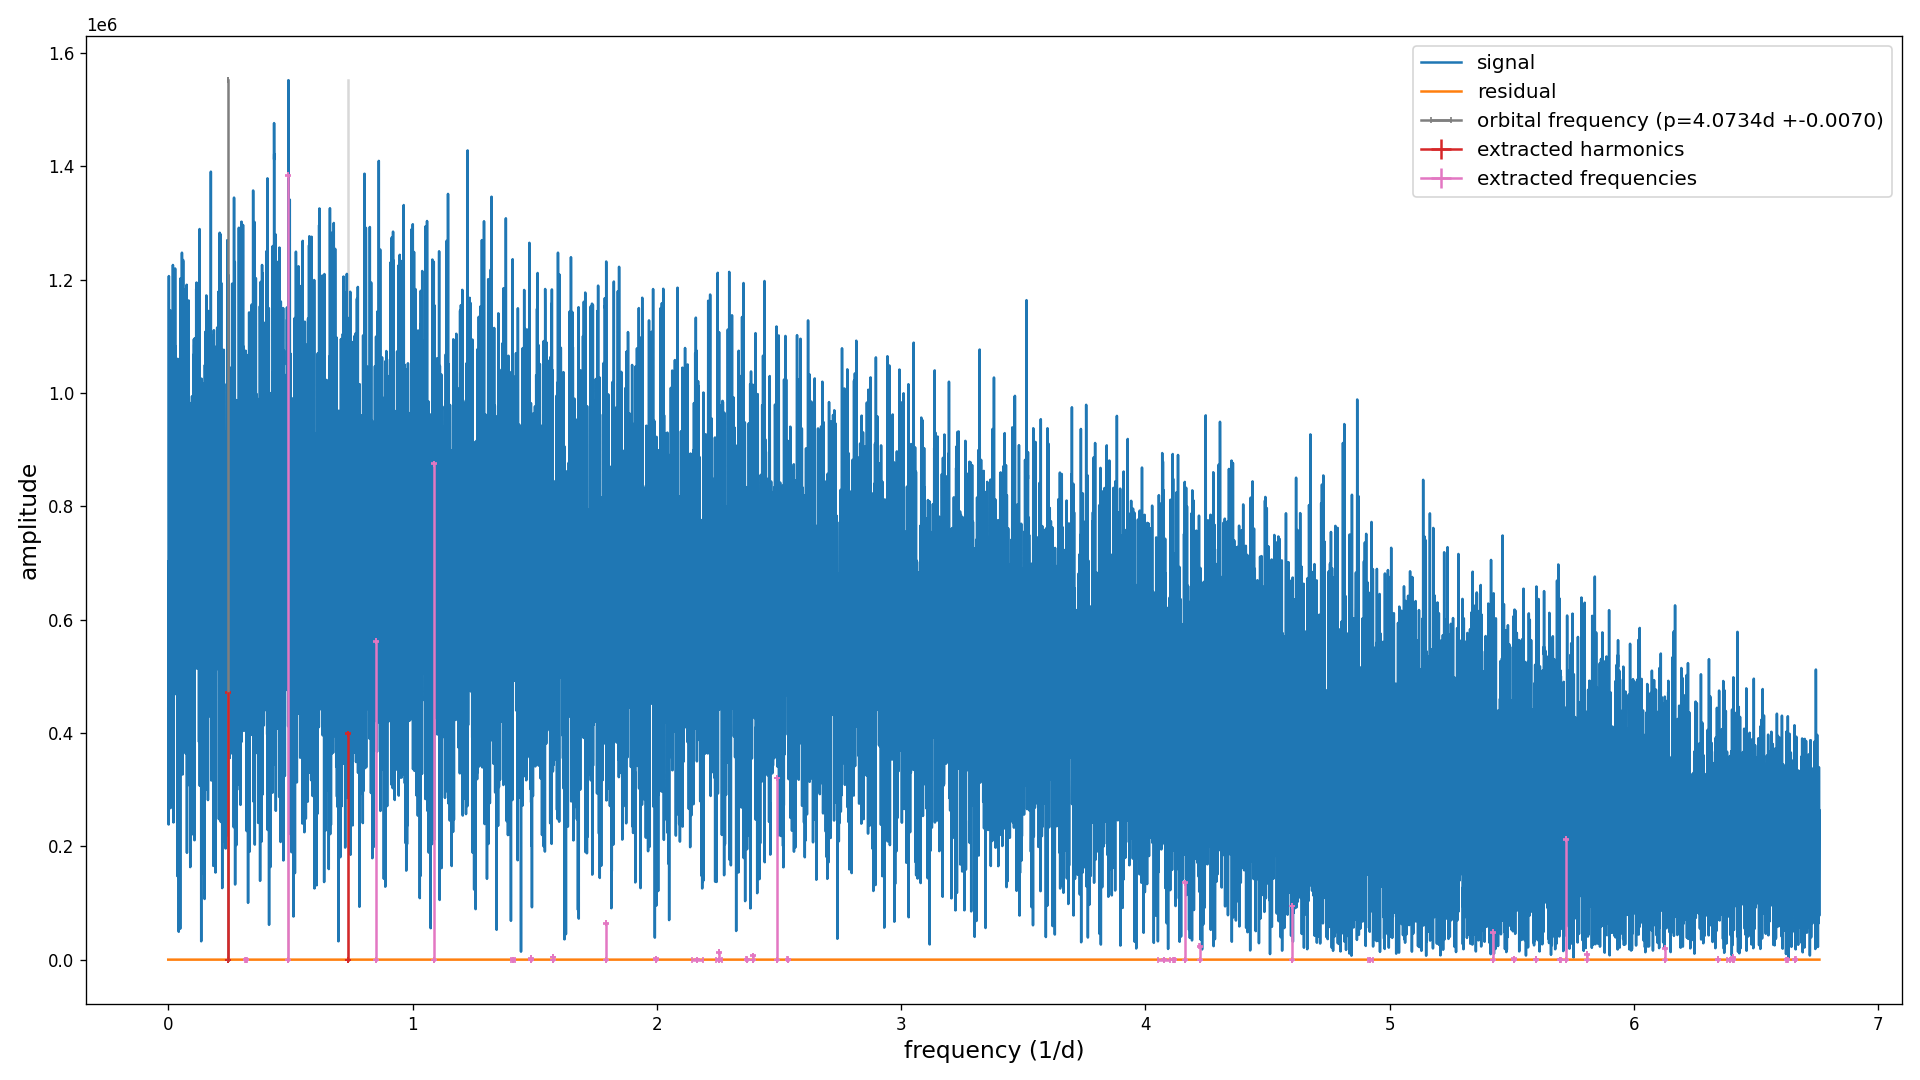 1e6
1.6
1.4
1.2
1.0
0.8
0.6
0.4
0.2
0.0
amplitude
signal
residual
orbital frequency (p=4.0734d +-0.0070)
extracted harmonics
extracted frequencies
0 1 2 3 4 5 6 7
frequency (1/d)